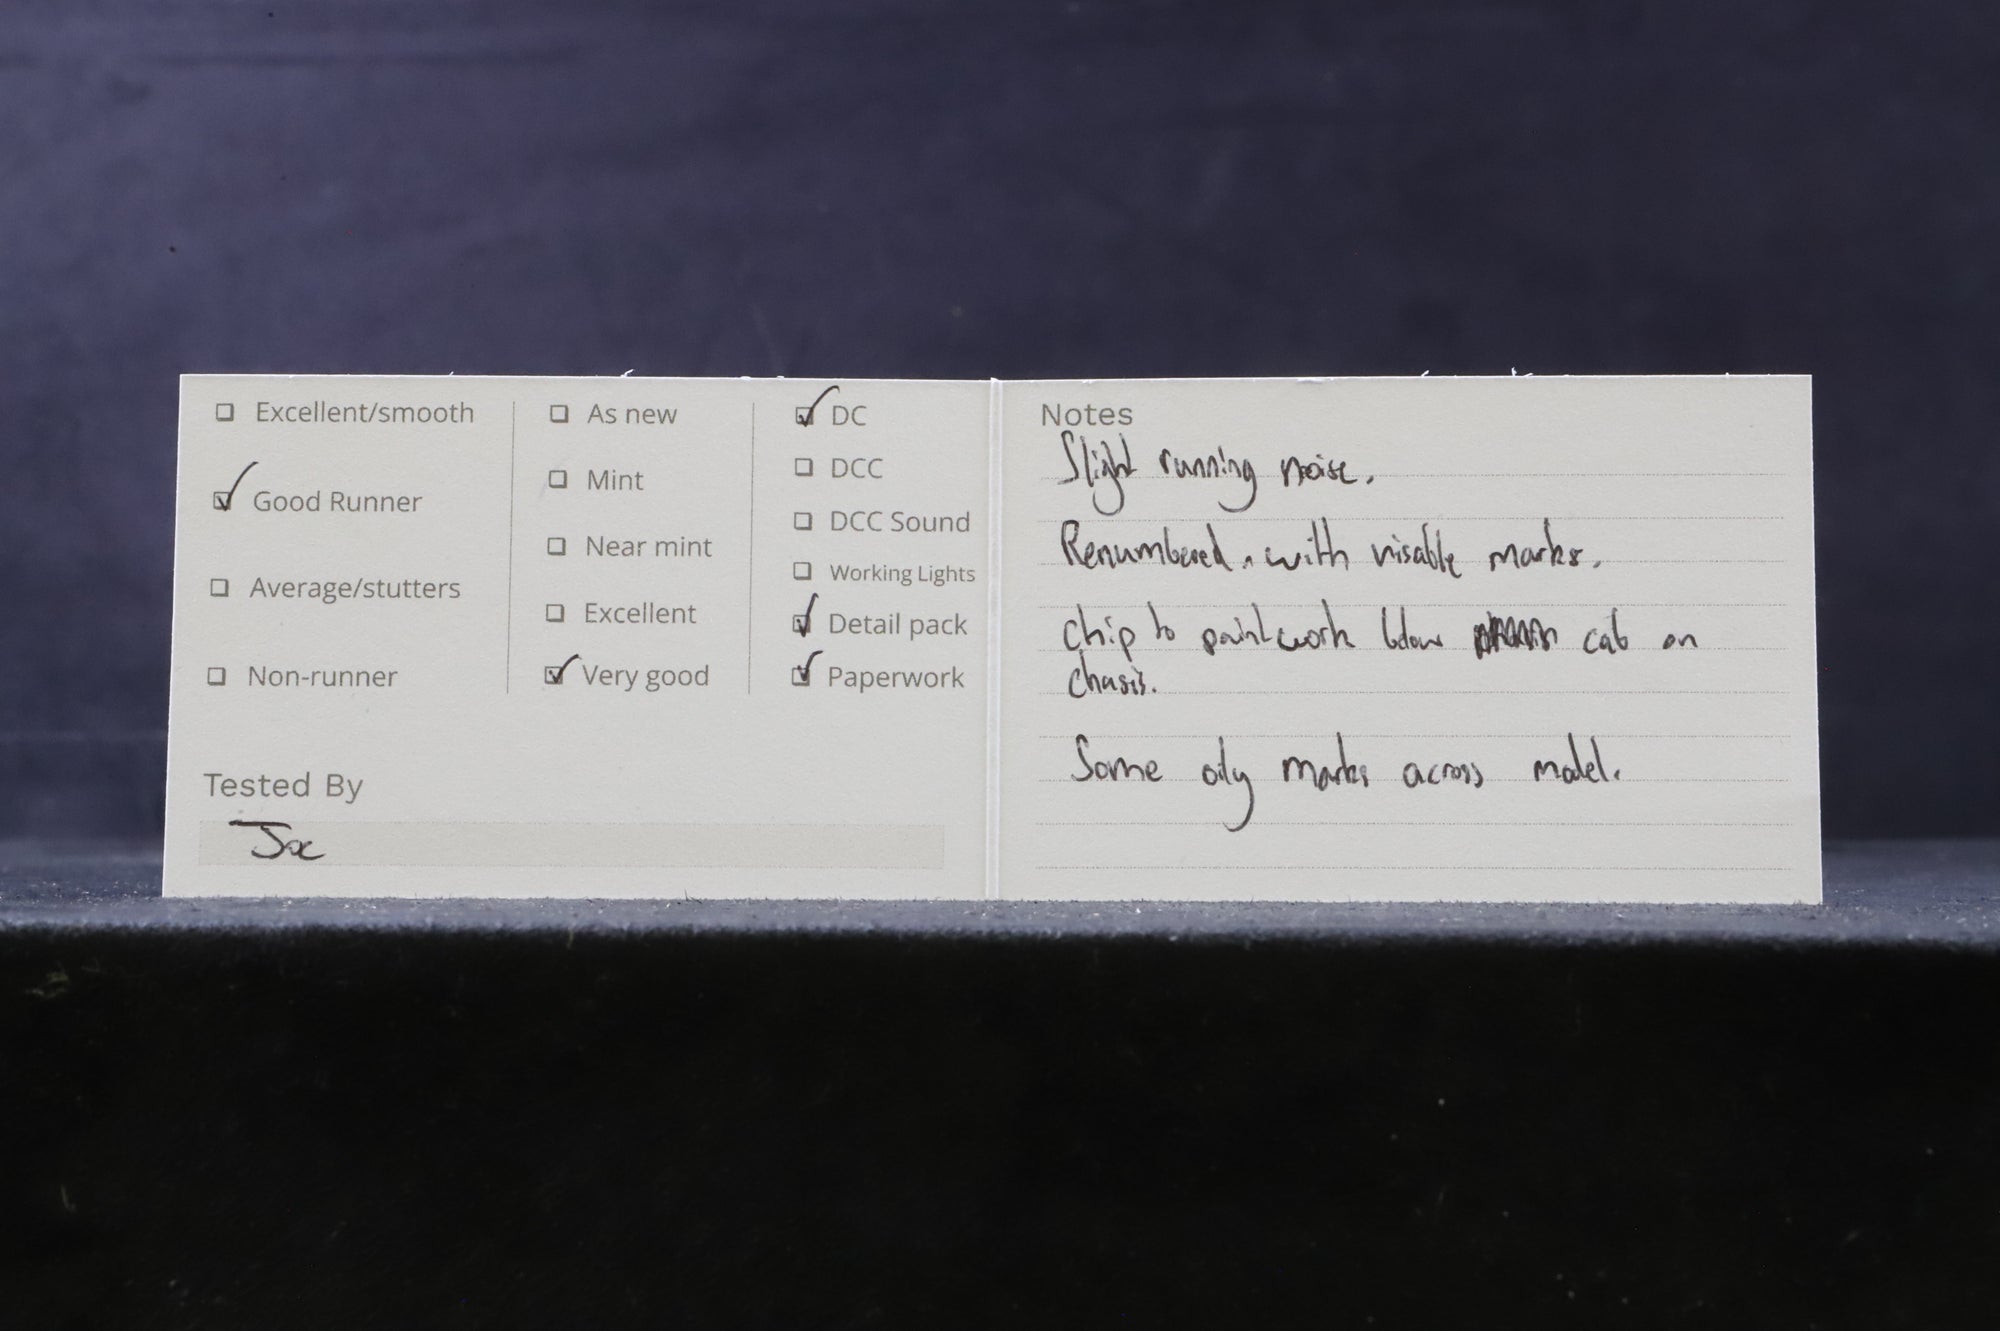 Excellent/smooth
Good Runner
Average/stutters
Non-runner
As new
Mint
Near mint
Excellent
Very good
DC
DCC
DCC Sound
Working Lights
Detail pack
Paperwork
Tested By
Joe
Notes
Slight running noise.
Renumbered. with visable marks.
Chip to paintwork below cab on
chasis.
Some oily marks across model.